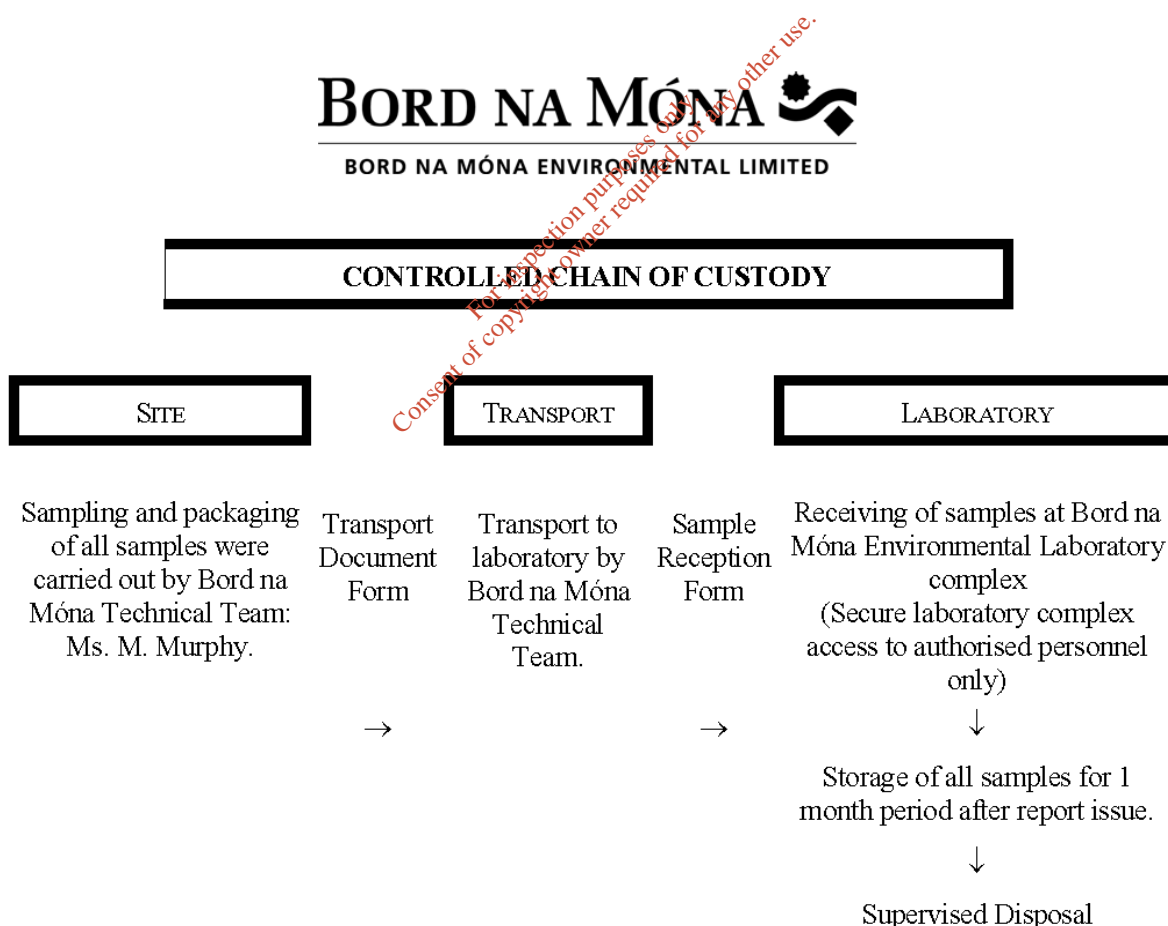 BORD NA MÓNA
BORD NA MÓNA ENVIRONMENTAL LIMITED
For inspection purposes only.
Consent of copyright owner required for any other use.
CONTROLLED CHAIN OF CUSTODY
SITE
TRANSPORT
LABORATORY
Sampling and packaging
of all samples were
carried out by Bord na
Móna Technical Team:
Ms. M. Murphy.
Transport
Document
Form
→
Transport to
laboratory by
Bord na Móna
Technical
Team.
Sample
Reception
Form
→
Receiving of samples at Bord na
Móna Environmental Laboratory
complex
(Secure laboratory complex
access to authorised personnel
only)
↓
Storage of all samples for 1
month period after report issue.
↓
Supervised Disposal